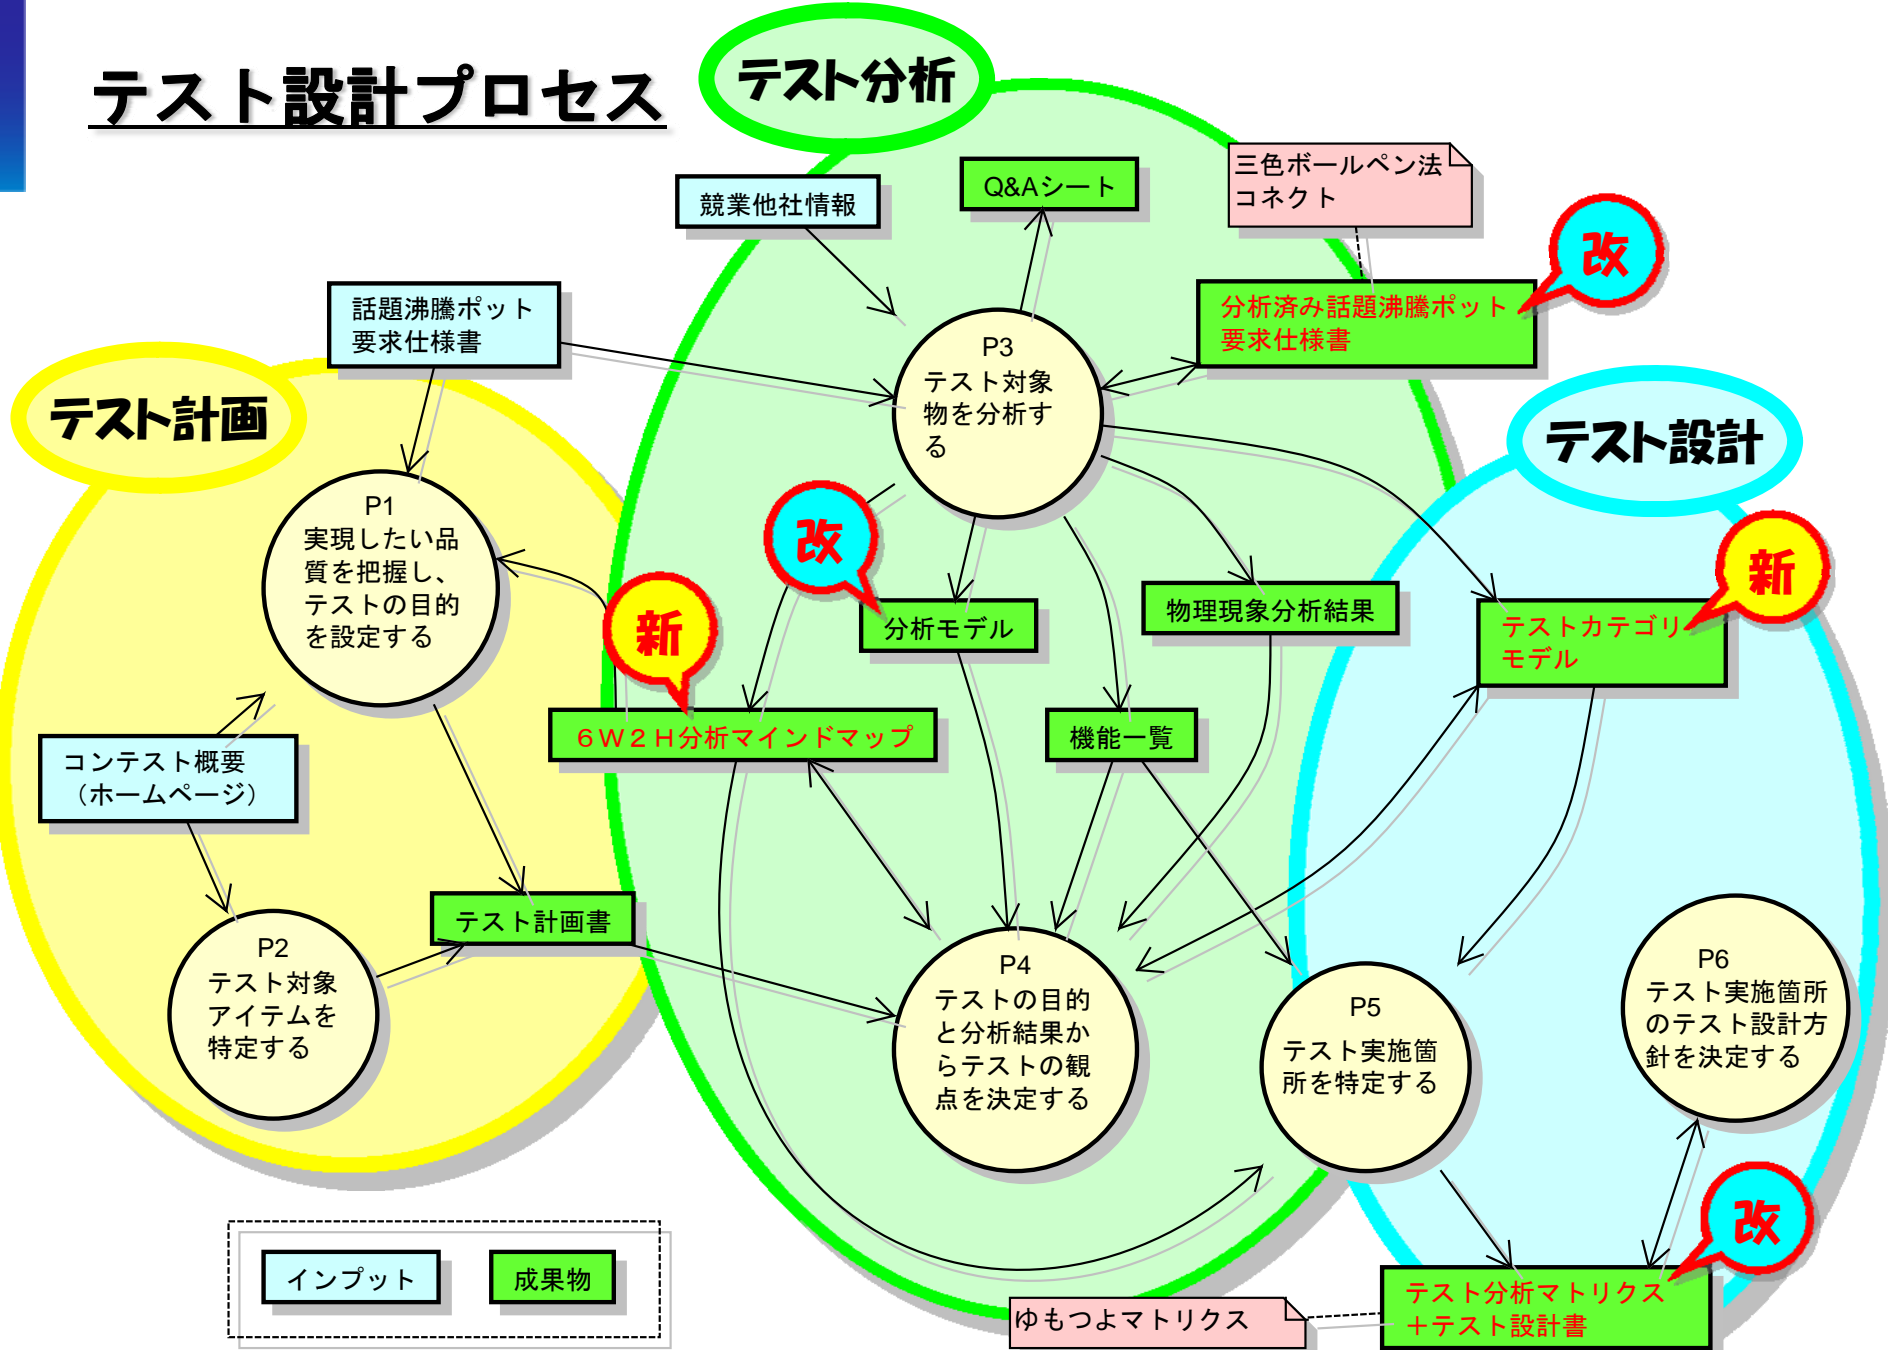 テスト設計プロセス
テスト分析
競業他社情報
Q&Aシート
三色ボールペン法
コネクト
改
話題沸騰ポット
要求仕様書
分析済み話題沸騰ポット
要求仕様書
P3
テスト対象
物を分析す
る
テスト計画
テスト設計
P1
実現したい品
質を把握し、
テストの目的
を設定する
改
新
新
分析モデル
物理現象分析結果
テストカテゴリ
モデル
6W2H分析マインドマップ
機能一覧
コンテスト概要
（ホームページ）
テスト計画書
P2
テスト対象
アイテムを
特定する
P4
テストの目的
と分析結果か
らテストの観
点を決定する
P5
テスト実施箇
所を特定する
P6
テスト実施箇所
のテスト設計方
針を決定する
改
インプット
成果物
ゆもつよマトリクス
テスト分析マトリクス
＋テスト設計書